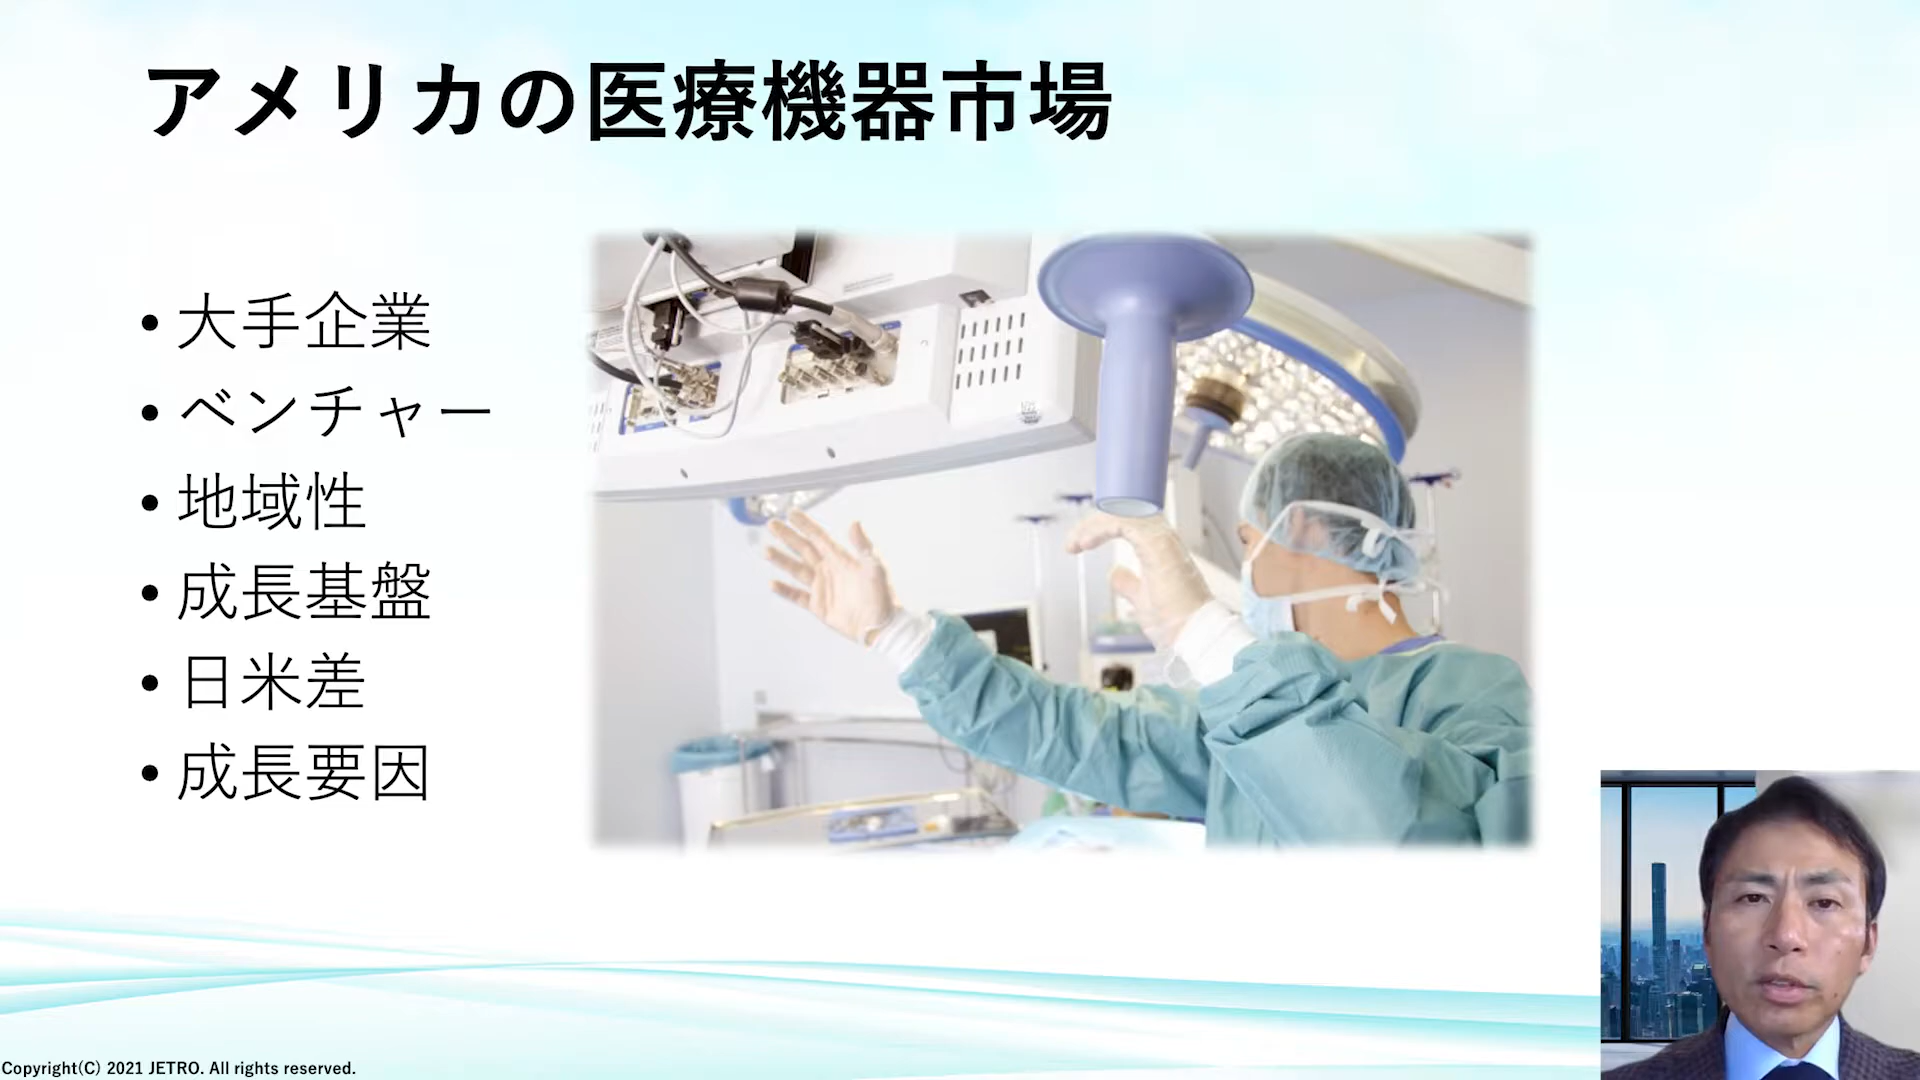 アメリカの医療機器市場
• 大手企業
• ベンチャー
• 地域性
• 成長基盤
• 日米差
• 成長要因
Copyright(C) 2021 JETRO. All rights reserved.